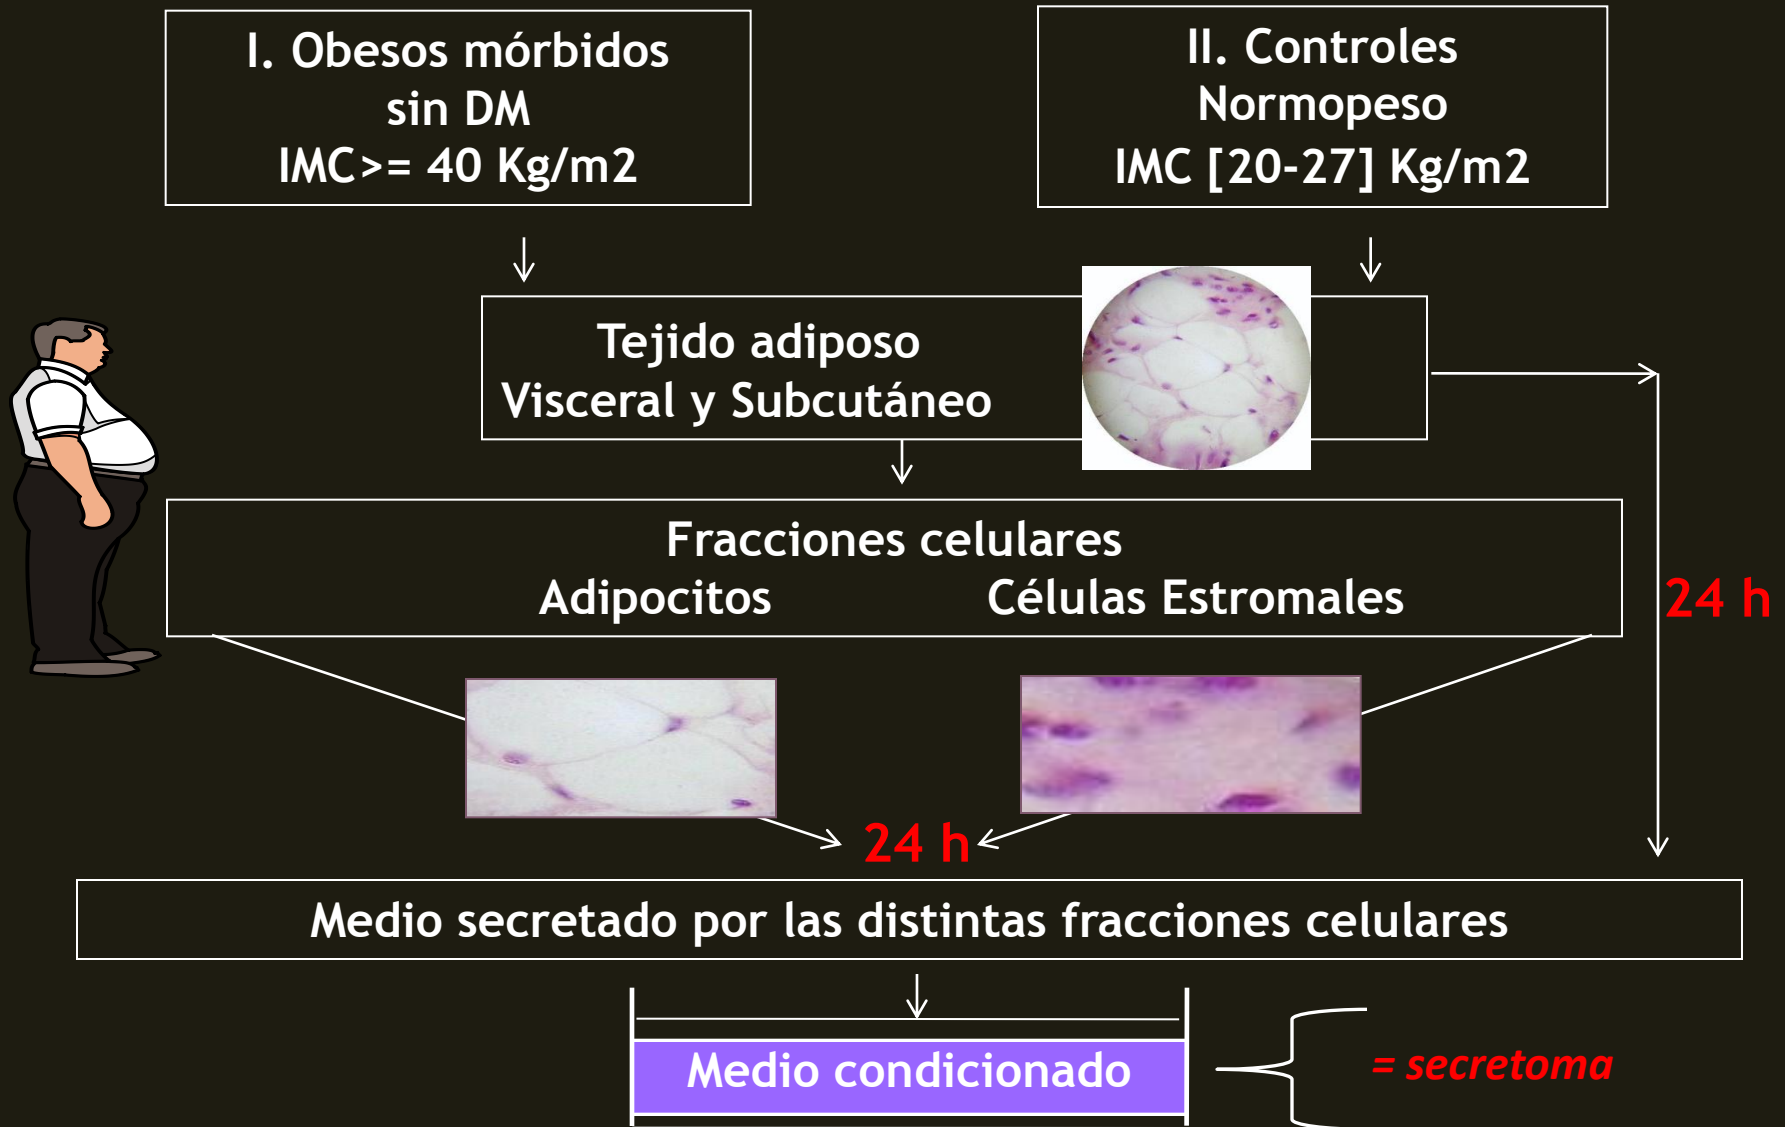 I. Obesos mórbidos
sin DM
IMC>= 40 Kg/m2
II. Controles
Normopeso
IMC [20-27] Kg/m2
Tejido adiposo
Visceral y Subcutáneo
Fracciones celulares
Adipocitos
Células Estromales
24 h
24 h
Medio secretado por las distintas fracciones celulares
Medio condicionado
= secretoma